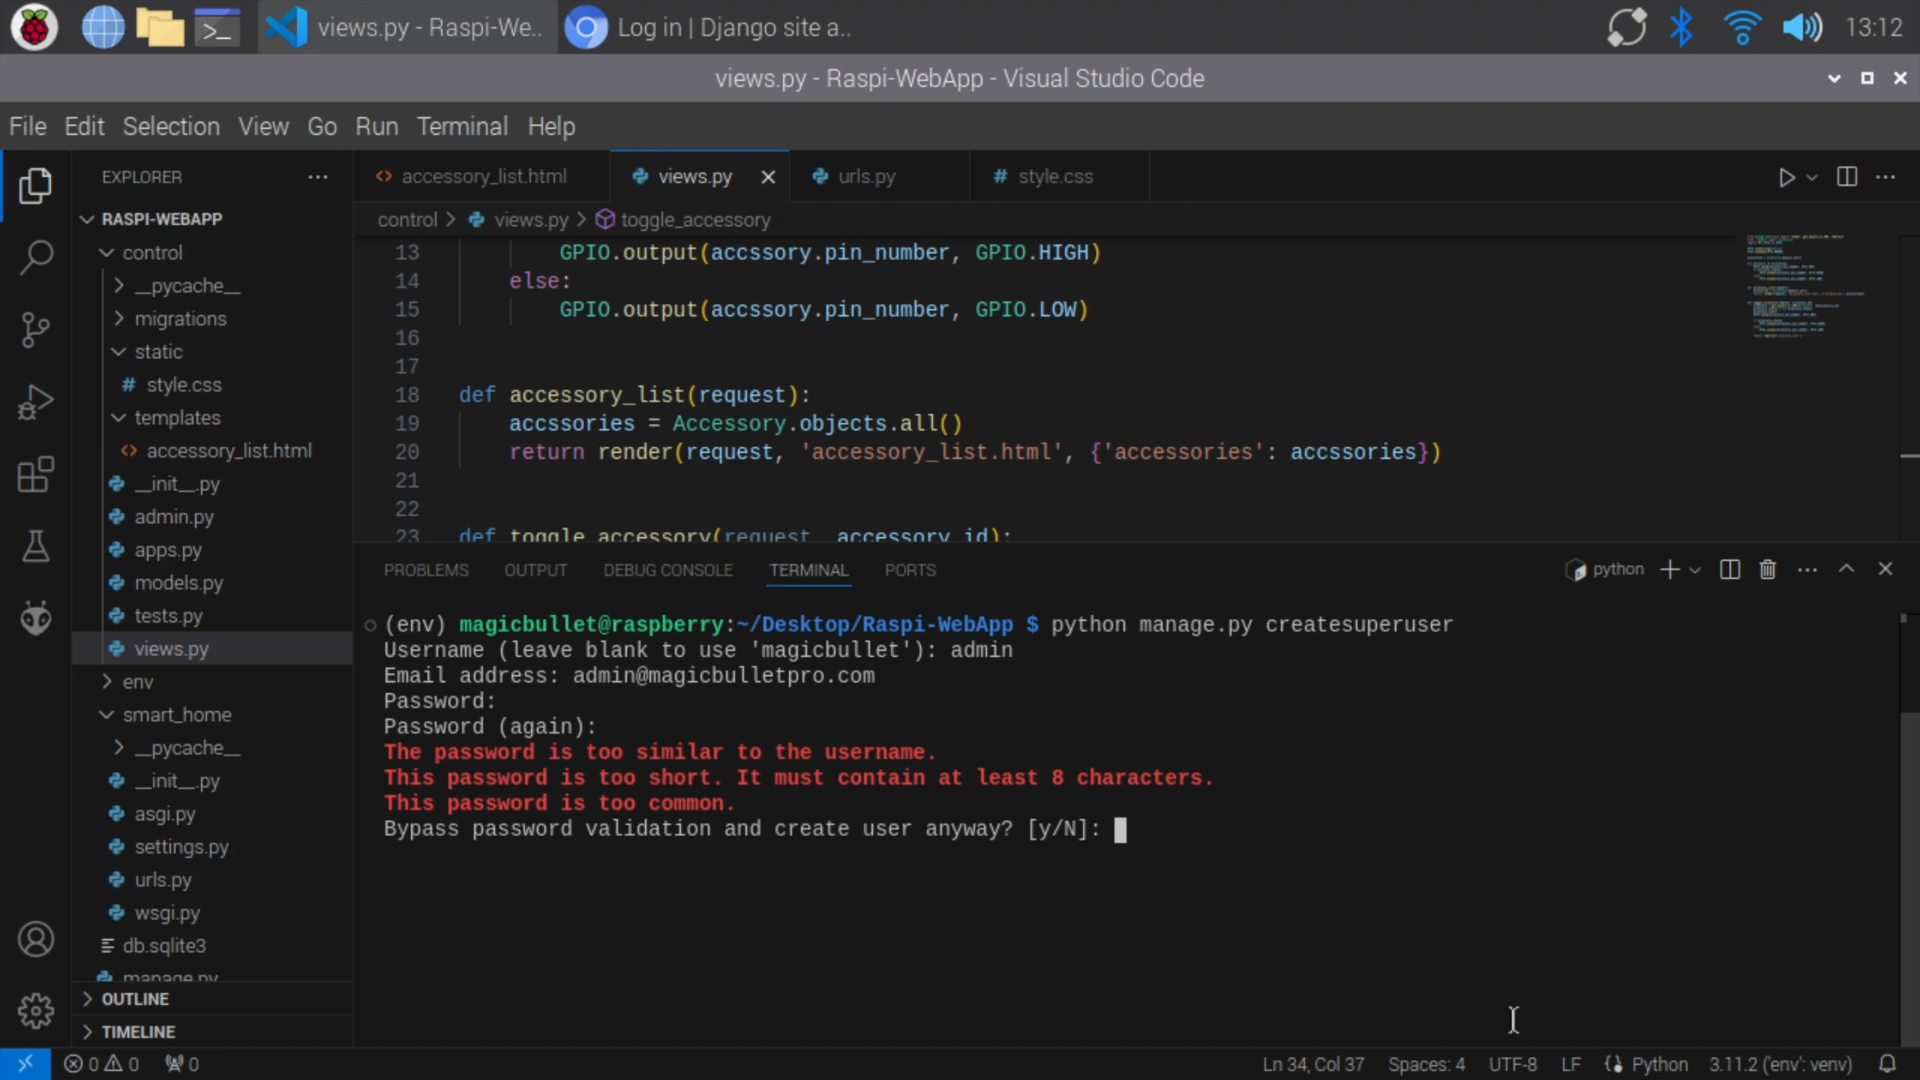 views.py - Raspi-We..
Log in | Django site a..
13:12
views.py - Raspi-WebApp - Visual Studio Code
File Edit Selection View Go Run Terminal Help
EXPLORER
RASPI-WEBAPP
control
__pycache__
migrations
static
# style.css
templates
<> accessory_list.html
__init__.py
admin.py
apps.py
models.py
tests.py
views.py
env
smart_home
__pycache__
__init__.py
asgi.py
settings.py
urls.py
wsgi.py
db.sqlite3
manage.py
OUTLINE
TIMELINE
<> accessory_list.html
views.py
urls.py
# style.css
control > views.py > toggle_accessory
13 GPIO.output(accssory.pin_number, GPIO.HIGH)
14 else:
15 GPIO.output(accssory.pin_number, GPIO.LOW)
16
17
18 def accessory_list(request):
19 accssories = Accessory.objects.all()
20 return render(request, 'accessory_list.html', {'accessories': accssories})
21
22
23 def toggle_accessory(request, accessory_id):
PROBLEMS OUTPUT DEBUG CONSOLE TERMINAL PORTS
python
(env) magicbullet@raspberry:~/Desktop/Raspi-WebApp $ python manage.py createsuperuser
Username (leave blank to use 'magicbullet'): admin
Email address: admin@magicbulletpro.com
Password:
Password (again):
The password is too similar to the username.
This password is too short. It must contain at least 8 characters.
This password is too common.
Bypass password validation and create user anyway? [y/N]:
0 0 0
Ln 34, Col 37 Spaces: 4 UTF-8 LF Python 3.11.2 ('env': venv)